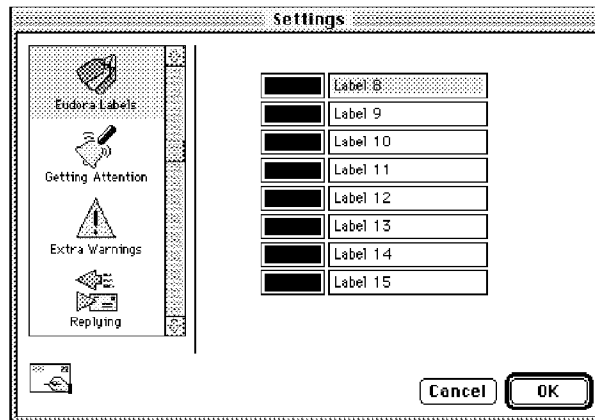 Settings
Eudora Labels
Getting Attention
Extra Warnings
Replying
Label 8
Label 9
Label 10
Label 11
Label 12
Label 13
Label 14
Label 15
Cancel
OK